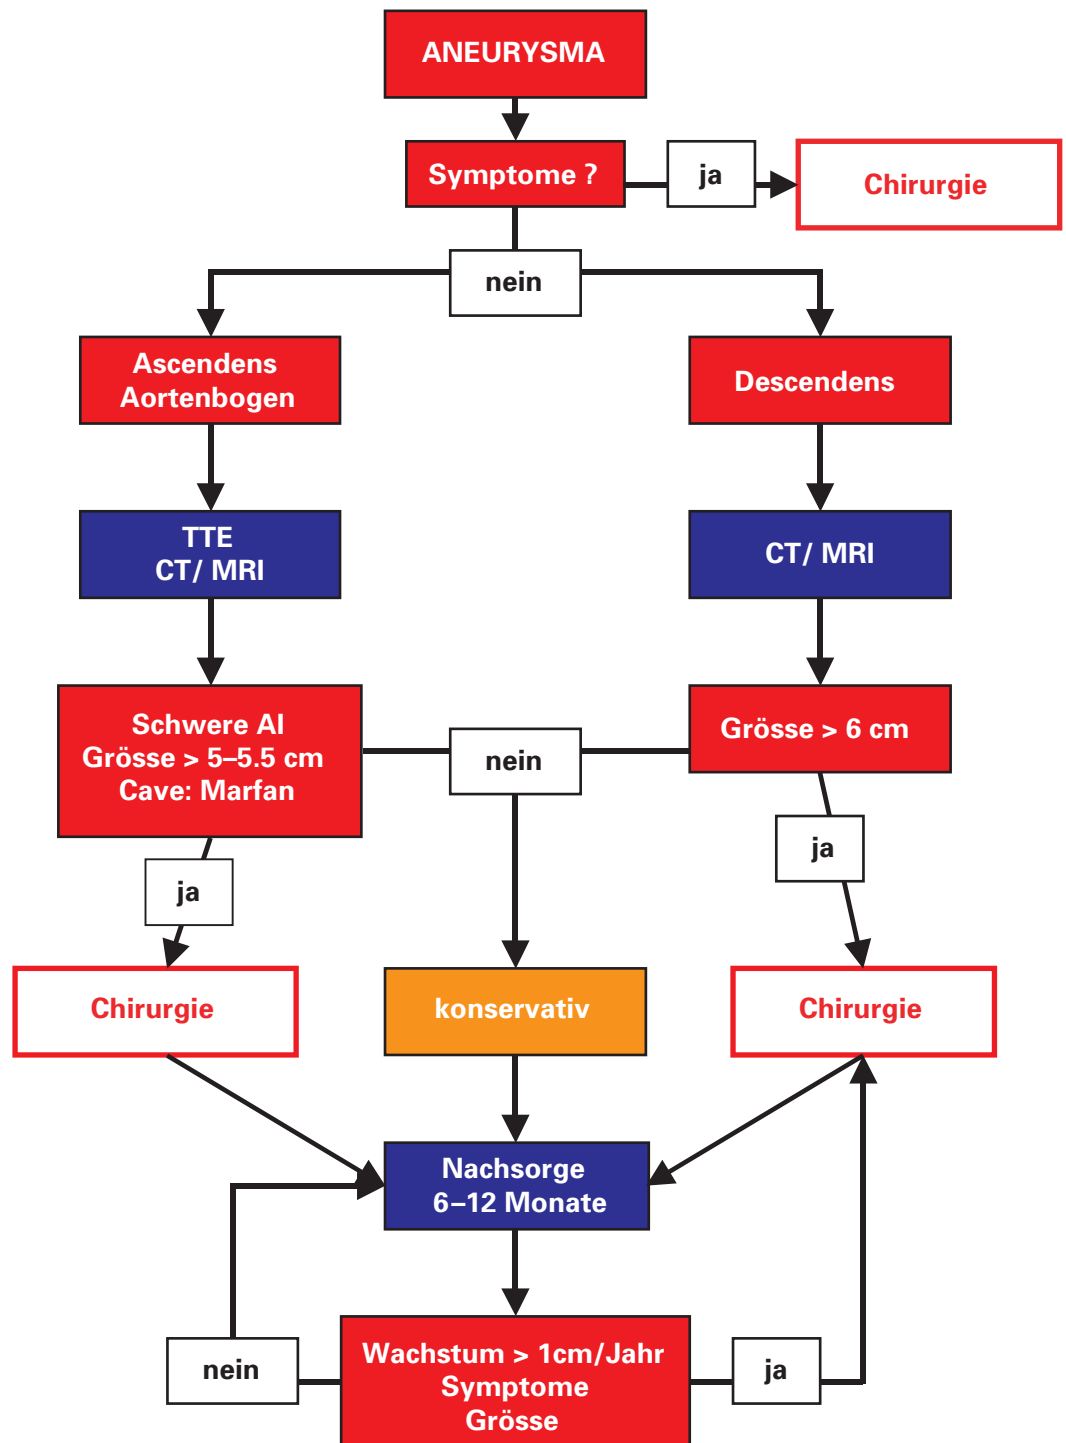 ANEURYSMA
Symptome ?
ja
Chirurgie
nein
Ascendens
Aortenbogen
Descendens
TTE
CT/ MRI
CT/ MRI
Schwere AI
Grösse > 5–5.5 cm
Cave: Marfan
nein
Grösse > 6 cm
ja
ja
Chirurgie
konservativ
Chirurgie
Nachsorge
6–12 Monate
nein
Wachstum > 1cm/Jahr
Symptome
Grösse
ja